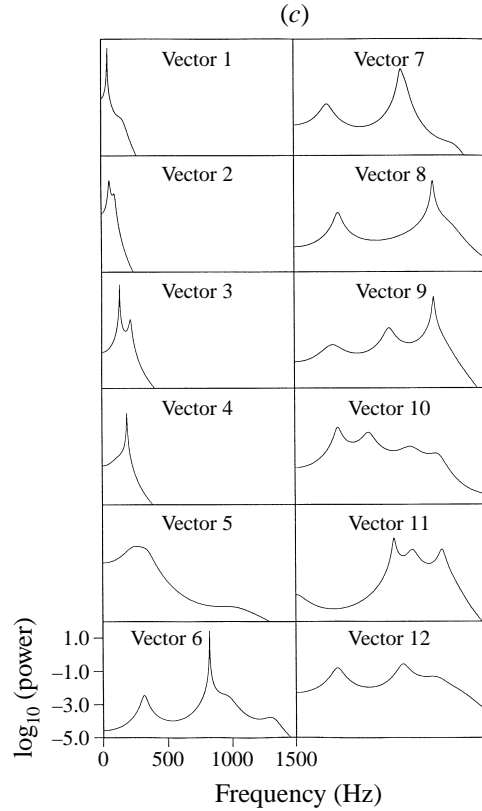 (c)
Vector 1
Vector 7
Vector 2
Vector 8
Vector 3
Vector 9
Vector 4
Vector 10
Vector 5
Vector 11
Vector 6
Vector 12
1.0
−1.0
−3.0
−5.0
log10 (power)
0 500 1000 1500
Frequency (Hz)